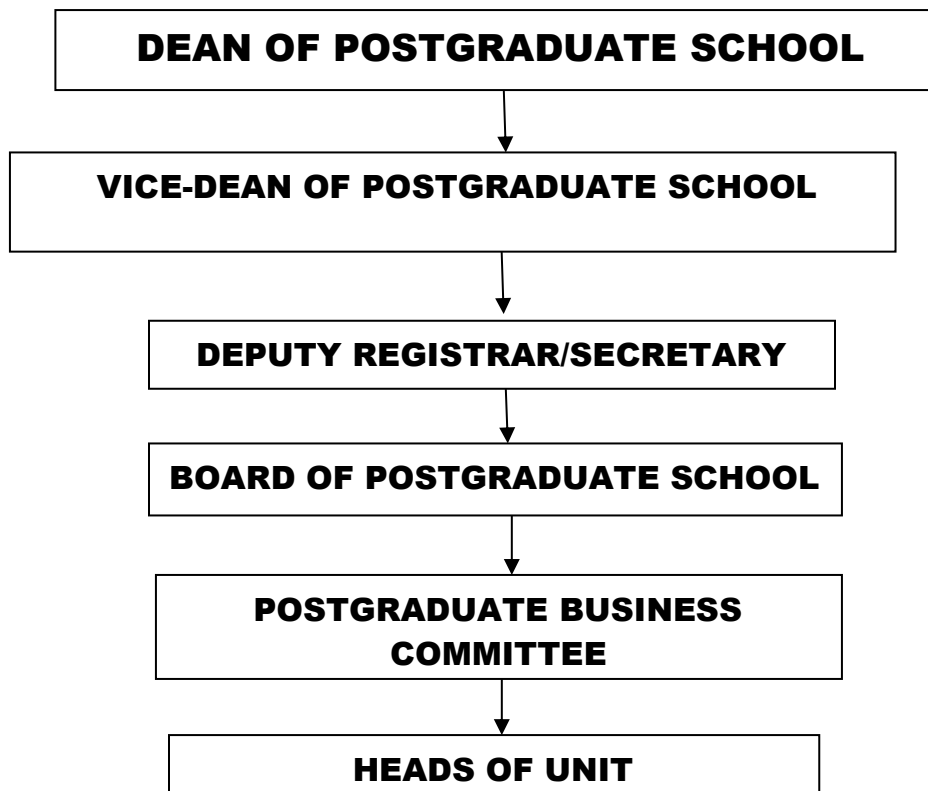 DEAN OF POSTGRADUATE SCHOOL
VICE-DEAN OF POSTGRADUATE SCHOOL
DEPUTY REGISTRAR/SECRETARY
BOARD OF POSTGRADUATE SCHOOL
POSTGRADUATE BUSINESS
COMMITTEE
HEADS OF UNIT